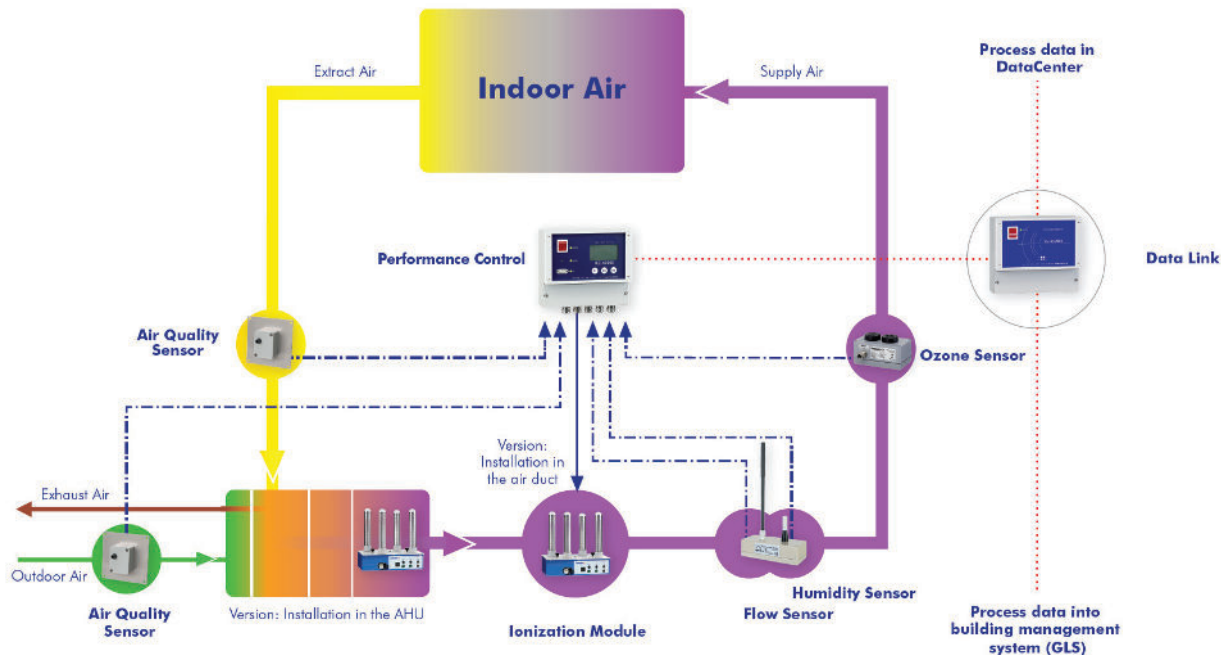 Process data in
DataCenter
Extract Air
Indoor Air
Supply Air
Performance Control
Data Link
Air Quality
Sensor
Ozone Sensor
Version:
Installation in
the air duct
Exhaust Air
Outdoor Air
Air Quality
Sensor
Version: Installation in the AHU
Ionization Module
Humidity Sensor
Flow Sensor
Process data into
building management
system (GLS)